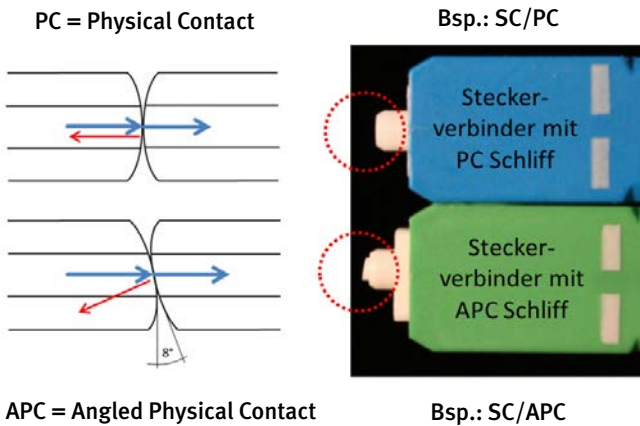 PC = Physical Contact
Bsp.: SC/PC
Stecker-
verbinder mit
PC Schliff
Stecker-
verbinder mit
APC Schliff
8°
APC = Angled Physical Contact
Bsp.: SC/APC